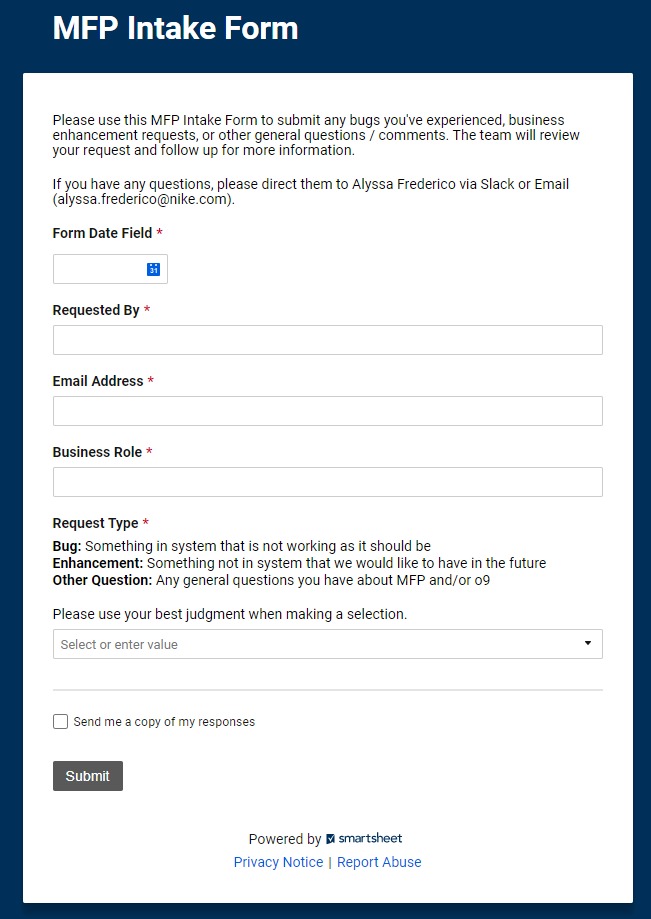 MFP Intake Form
Please use this MFP Intake Form to submit any bugs you've experienced, business
enhancement requests, or other general questions / comments. The team will review
your request and follow up for more information.
If you have any questions, please direct them to Alyssa Frederico via Slack or Email
(alyssa.frederico@nike.com).
Form Date Field *
31
Requested By *
Email Address *
Business Role *
Request Type *
Bug: Something in system that is not working as it should be
Enhancement: Something not in system that we would like to have in the future
Other Question: Any general questions you have about MFP and/or o9
Please use your best judgment when making a selection.
Select or enter value
Send me a copy of my responses
Submit
Powered by smartsheet
Privacy Notice | Report Abuse